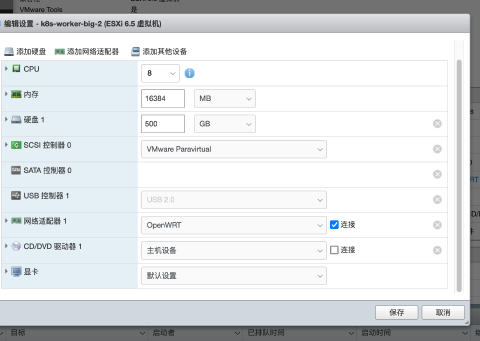 VMware Tools
是
编辑设置 - k8s-worker-big-2 (ESXi 6.5 虚拟机)
添加硬盘 添加网络适配器 添加其他设备
CPU 8
内存 16384 MB
硬盘 1 500 GB
SCSI 控制器 0 VMware Paravirtual
SATA 控制器 0
USB 控制器 1 USB 2.0
网络适配器 1 OpenWRT 连接
CD/DVD 驱动器 1 主机设备 连接
显卡 默认设置
保存 取消
目标 启动者 已排队时间 启动时间